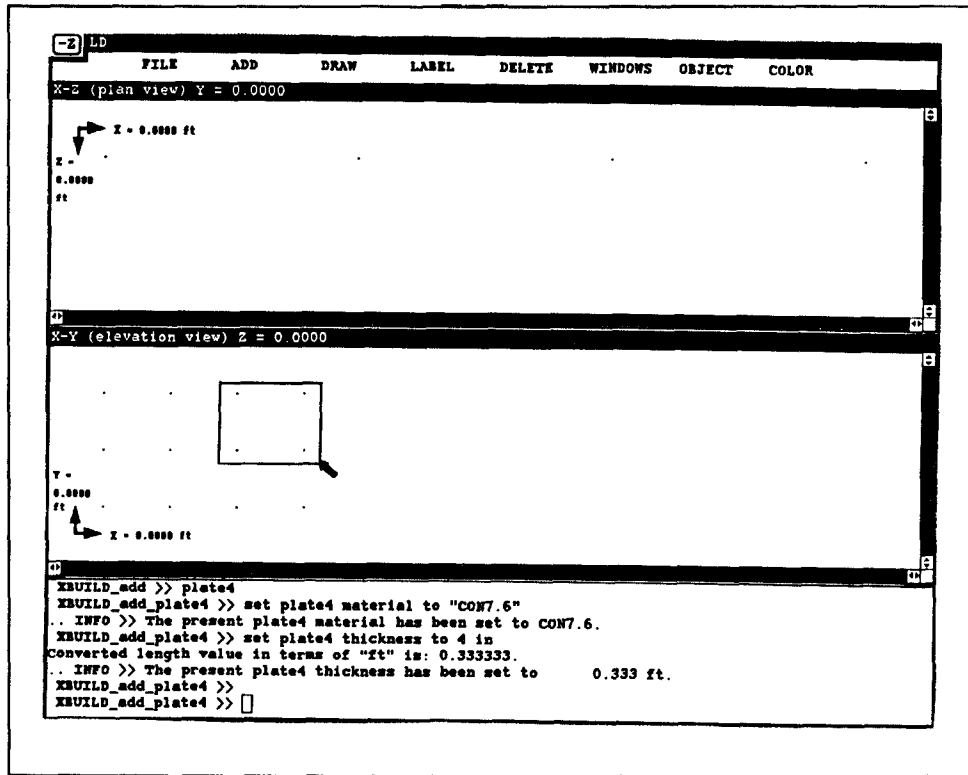 -Z LD
FILE ADD DRAW LABEL DELETE WINDOWS OBJECT COLOR
X-Z (plan view) Y = 0.0000
X = 0.0000 ft
Z =
0.0000
ft
X-Y (elevation view) Z = 0.0000
Y =
0.0000
ft
X = 0.0000 ft
XBUILD_add >> plate4
XBUILD_add_plate4 >> set plate4 material to "CON7.6"
.. INFO >> The present plate4 material has been set to CON7.6.
XBUILD_add_plate4 >> set plate4 thickness to 4 in
Converted length value in terms of "ft" is: 0.333333.
.. INFO >> The present plate4 thickness has been set to 0.333 ft.
XBUILD_add_plate4 >>
XBUILD_add_plate4 >>